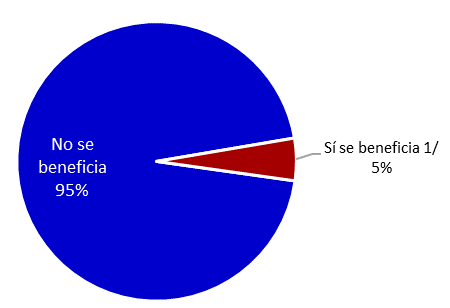 No se
beneficia
95%
Sí se beneficia 1/
5%